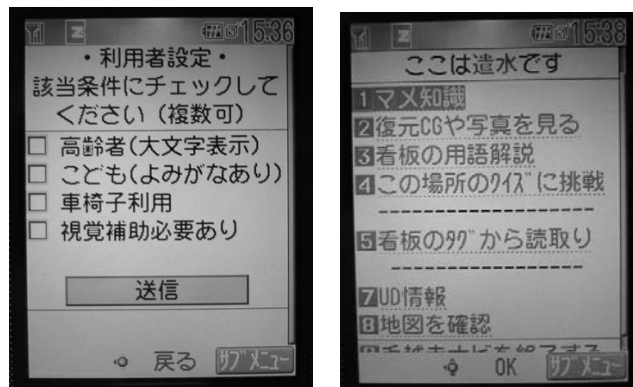 15:36
・利用者設定・
該当条件にチェックして
ください（複数可）
高齢者(大文字表示)
こども(よみがなあり)
車椅子利用
視覚補助必要あり
送信
戻る
ｻﾌﾞﾒﾆｭｰ
15:38
ここは遣水です
1マメ知識
2復元CGや写真を見る
3看板の用語解説
4この場所のｸｲｽﾞに挑戦
--------------------
5看板のﾀｸﾞから読取り
--------------------
7UD情報
8地図を確認
OK
ｻﾌﾞﾒﾆｭｰ